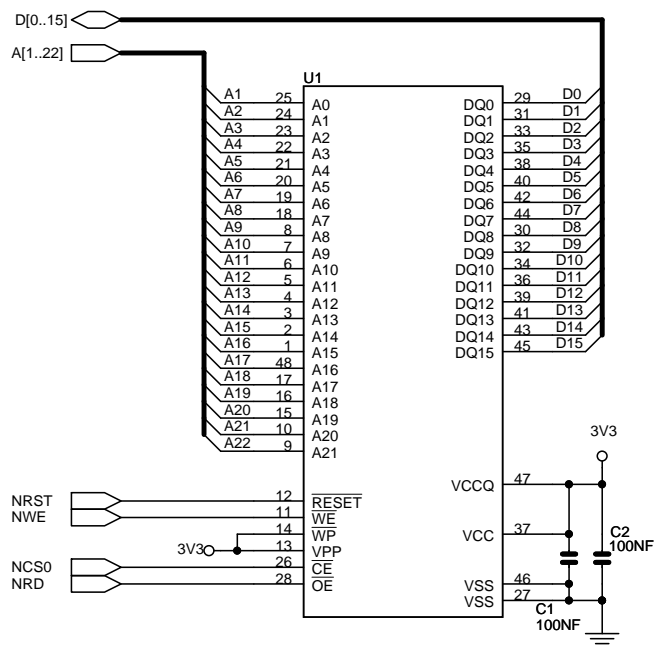 D[0..15]
A[1..22]
U1
A1 25 A0 DQ0 29 D0
A2 24 A1 DQ1 31 D1
A3 23 A2 DQ2 33 D2
A4 22 A3 DQ3 35 D3
A5 21 A4 DQ4 38 D4
A6 20 A5 DQ5 40 D5
A7 19 A6 DQ6 42 D6
A8 18 A7 DQ7 44 D7
A9 8 A8 DQ8 30 D8
A10 7 A9 DQ9 32 D9
A11 6 A10 DQ10 34 D10
A12 5 A11 DQ11 36 D11
A13 4 A12 DQ12 39 D12
A14 3 A13 DQ13 41 D13
A15 2 A14 DQ14 43 D14
A16 1 A15 DQ15 45 D15
A17 48 A16
A18 17 A17
A19 16 A18
A20 15 A19
A21 10 A20
A22 9 A21
3V3
VCCQ 47
NRST 12 RESET
NWE 11 WE
14 WP VCC 37 C2
3V3 13 VPP 100NF
NCS0 26 CE
NRD 28 OE VSS 46
VSS 27
C1
100NF